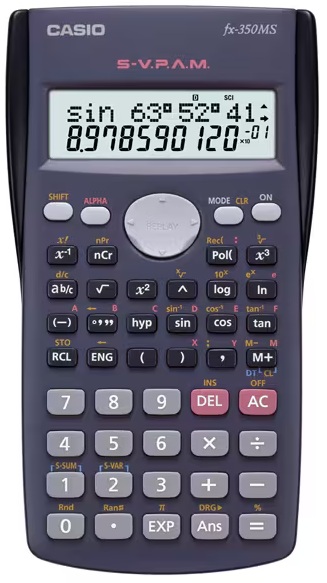 CASIO fx-350MS
S-V.P.A.M.
D SCI
sin 63°52°41
8.978590120×10-01
SHIFT ALPHA MODE CLR ON
REPLAY
x! nPr Rec( : ³√
x⁻¹ nCr Pol( x³
d/c ˣ√ 10ˣ eˣ e
ab/c √ x² ^ log ln
A ← B C sin⁻¹ D cos⁻¹ E tan⁻¹ F
(−) °,,, hyp sin cos tan
STO ← X ; Y M− M
RCL ENG ( ) , M+
DT CL
INS OFF
7 8 9 DEL AC
4 5 6 × ÷
S-SUM S-VAR
1 2 3 + −
Rnd Ran# π DRG▶ %
0 · EXP Ans =